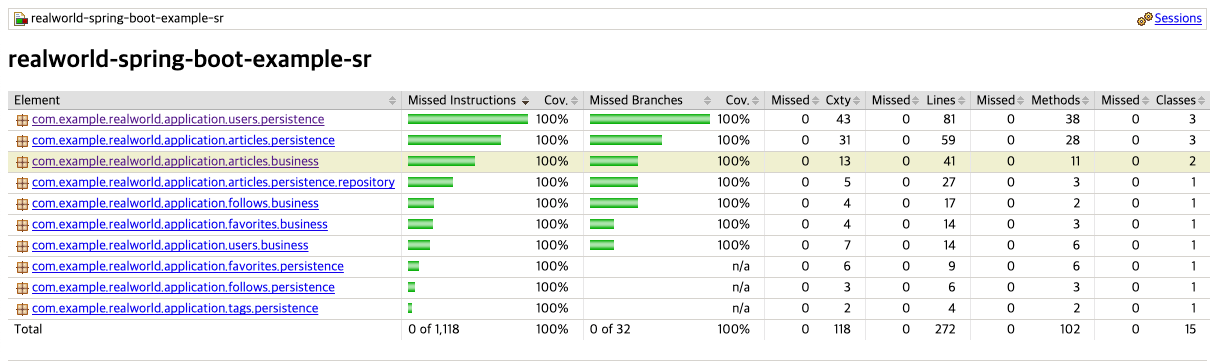 realworld-spring-boot-example-sr Sessions
realworld-spring-boot-example-sr
Element Missed Instructions Cov. Missed Branches Cov. Missed Cxty Missed Lines Missed Methods Missed Classes
com.example.realworld.application.users.persistence 100% 100% 0 43 0 81 0 38 0 3
com.example.realworld.application.articles.persistence 100% 100% 0 31 0 59 0 28 0 3
com.example.realworld.application.articles.business 100% 100% 0 13 0 41 0 11 0 2
com.example.realworld.application.articles.persistence.repository 100% 100% 0 5 0 27 0 3 0 1
com.example.realworld.application.follows.business 100% 100% 0 4 0 17 0 2 0 1
com.example.realworld.application.favorites.business 100% 100% 0 4 0 14 0 3 0 1
com.example.realworld.application.users.business 100% 100% 0 7 0 14 0 6 0 1
com.example.realworld.application.favorites.persistence 100% n/a 0 6 0 9 0 6 0 1
com.example.realworld.application.follows.persistence 100% n/a 0 3 0 6 0 3 0 1
com.example.realworld.application.tags.persistence 100% n/a 0 2 0 4 0 2 0 1
Total 0 of 1,118 100% 0 of 32 100% 0 118 0 272 0 102 0 15